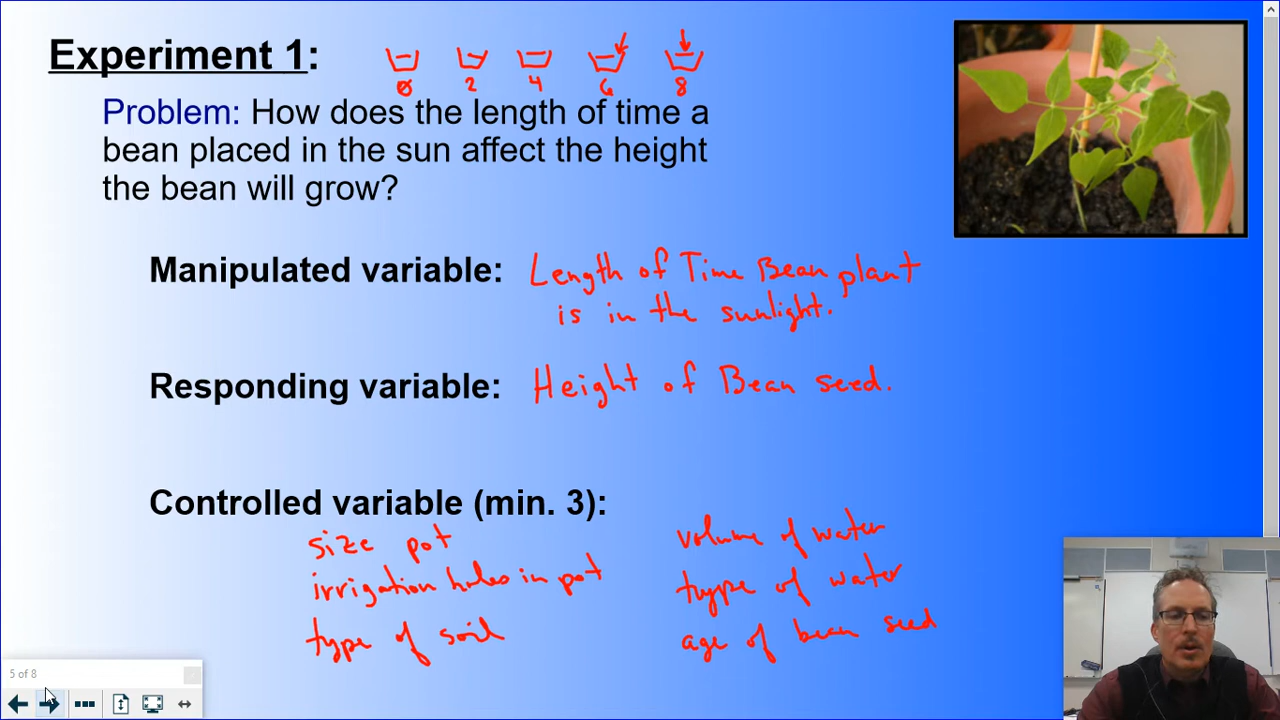 Experiment 1:
0 2 4 6 8
Problem: How does the length of time a
bean placed in the sun affect the height
the bean will grow?
Manipulated variable: Length of Time Bean plant
is in the sunlight.
Responding variable: Height of Bean seed.
Controlled variable (min. 3):
size pot
irrigation holes in pot
type of soil
volume of water
type of water
age of bean seed
5 of 8